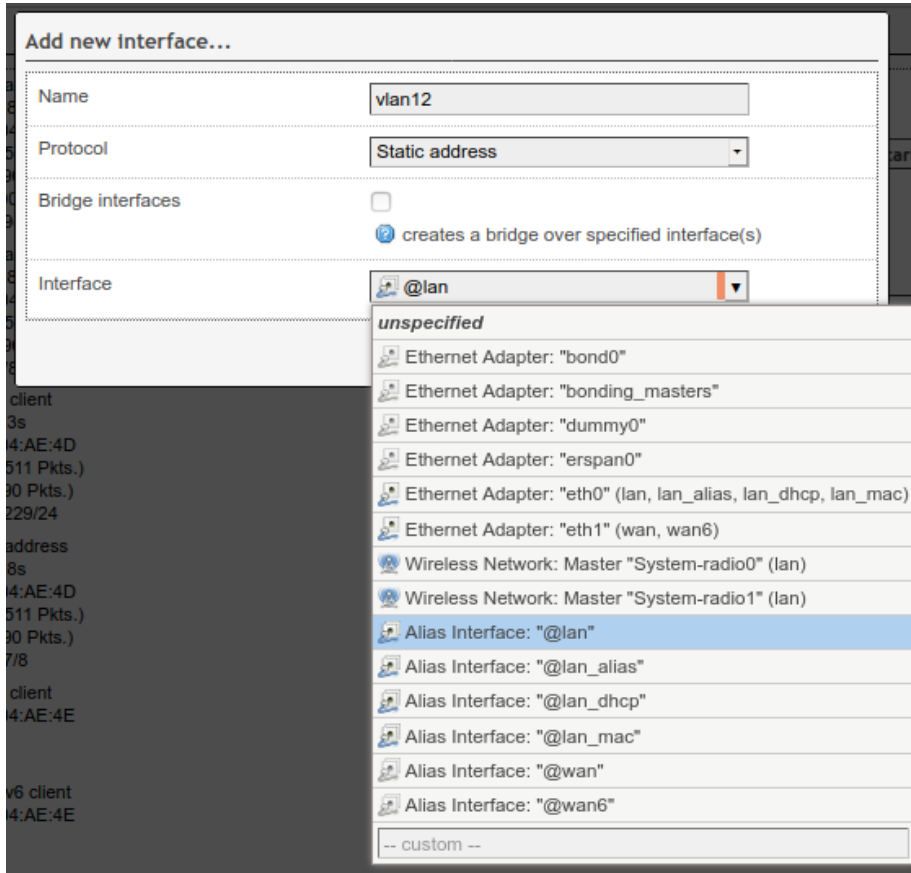 Add new interface...
Name
vlan12
Protocol
Static address
Bridge interfaces
creates a bridge over specified interface(s)
Interface
@lan
unspecified
Ethernet Adapter: "bond0"
Ethernet Adapter: "bonding_masters"
Ethernet Adapter: "dummy0"
Ethernet Adapter: "erspan0"
Ethernet Adapter: "eth0" (lan, lan_alias, lan_dhcp, lan_mac)
Ethernet Adapter: "eth1" (wan, wan6)
Wireless Network: Master "System-radio0" (lan)
Wireless Network: Master "System-radio1" (lan)
Alias Interface: "@lan"
Alias Interface: "@lan_alias"
Alias Interface: "@lan_dhcp"
Alias Interface: "@lan_mac"
Alias Interface: "@wan"
Alias Interface: "@wan6"
-- custom --
client
3s
04:AE:4D
511 Pkts.)
90 Pkts.)
229/24
address
8s
04:AE:4D
511 Pkts.)
90 Pkts.)
7/8
client
04:AE:4E
v6 client
04:AE:4E